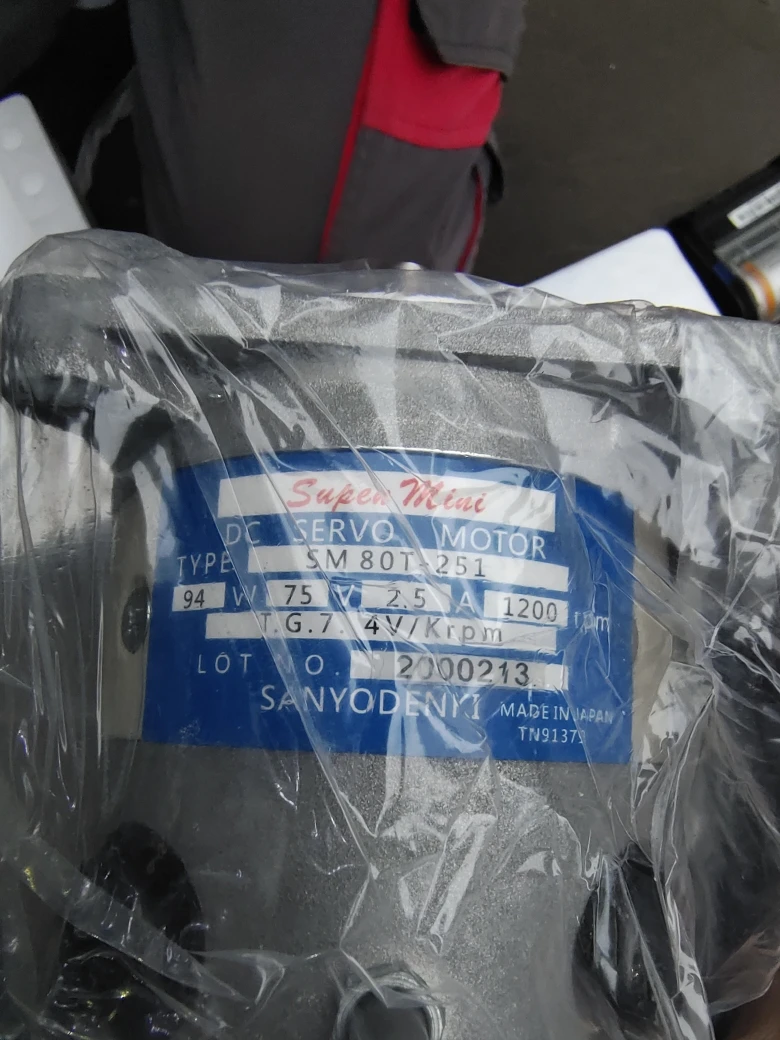 Super Mini
DC SERVO MOTOR
TYPE SM 80T-251
94 W 75 V 2.5 A 1200 rpm
T.G.7. 4V/Krpm
LOT NO. 2000213
SANYODENKI
MADE IN JAPAN